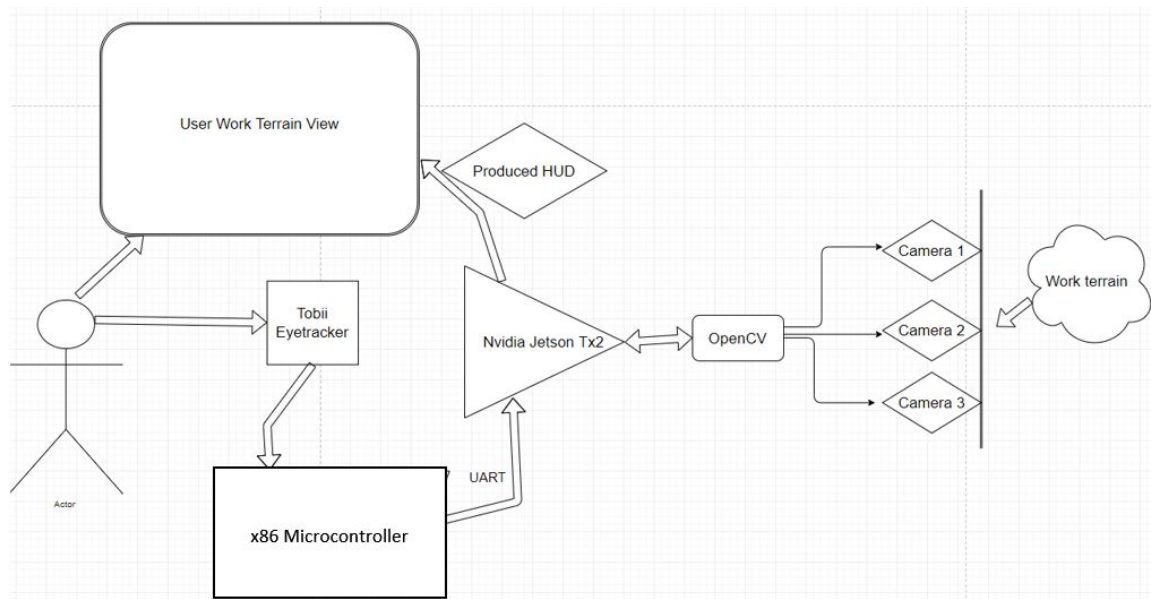 User Work Terrain View
Produced HUD
Tobii
Eyetracker
Nvidia Jetson Tx2
OpenCV
Camera 1
Camera 2
Camera 3
Work terrain
Actor
UART
x86 Microcontroller